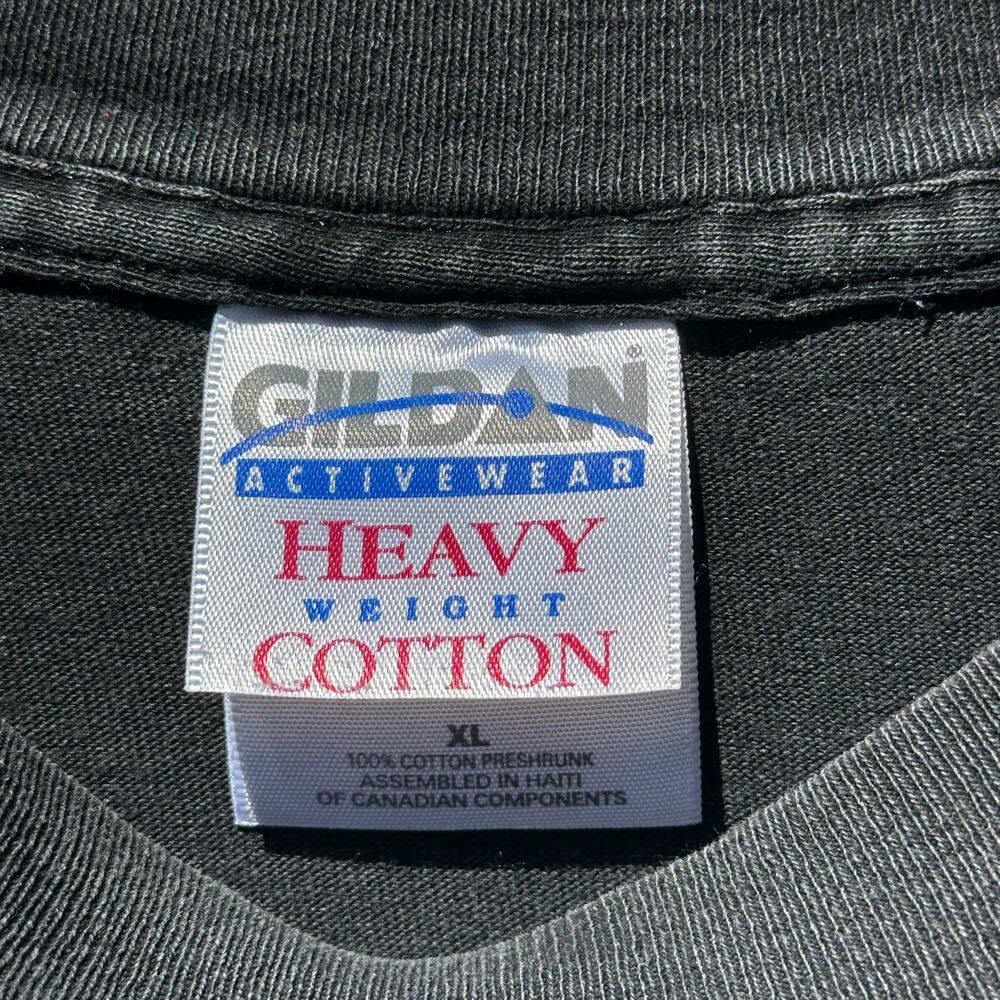 GILDAN®
ACTIVEWEAR
HEAVY
WEIGHT
COTTON
XL
100% COTTON PRESHRUNK
ASSEMBLED IN HAITI
OF CANADIAN COMPONENTS